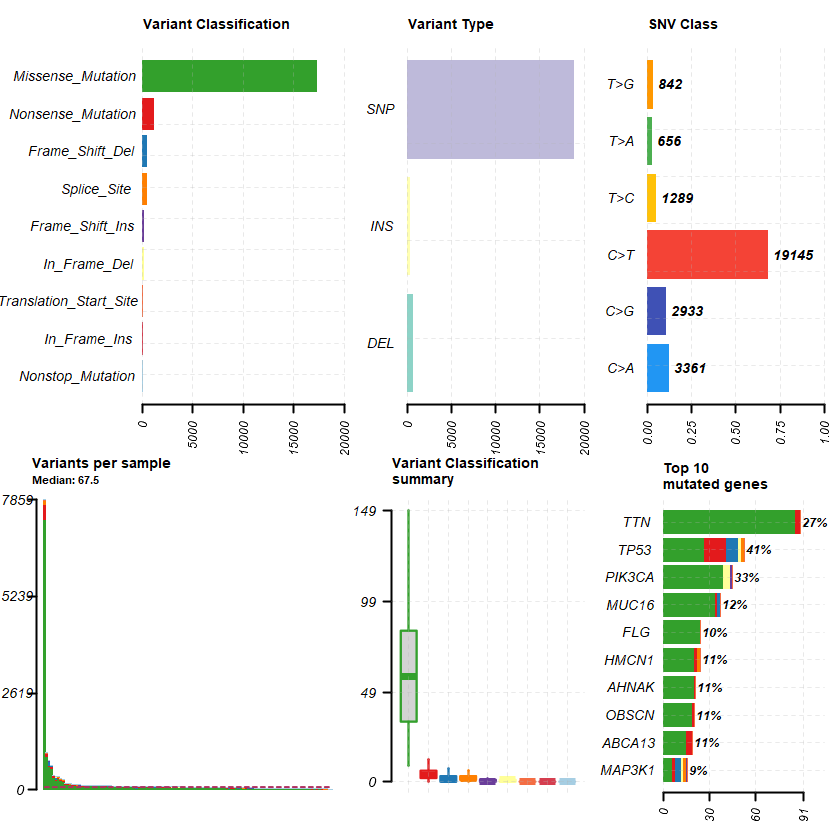 Variant Classification
Missense_Mutation
Nonsense_Mutation
Frame_Shift_Del
Splice_Site
Frame_Shift_Ins
In_Frame_Del
Translation_Start_Site
In_Frame_Ins
Nonstop_Mutation
0
5000
10000
15000
20000
Variant Type
SNP
INS
DEL
0
5000
10000
15000
20000
SNV Class
T>G 842
T>A 656
T>C 1289
C>T 19145
C>G 2933
C>A 3361
0.00
0.25
0.50
0.75
1.00
Variants per sample
Median: 67.5
7859
5239
2619
0
Variant Classification
summary
149
99
49
0
Top 10
mutated genes
TTN 27%
TP53 41%
PIK3CA 33%
MUC16 12%
FLG 10%
HMCN1 11%
AHNAK 11%
OBSCN 11%
ABCA13 11%
MAP3K1 9%
0
30
60
91